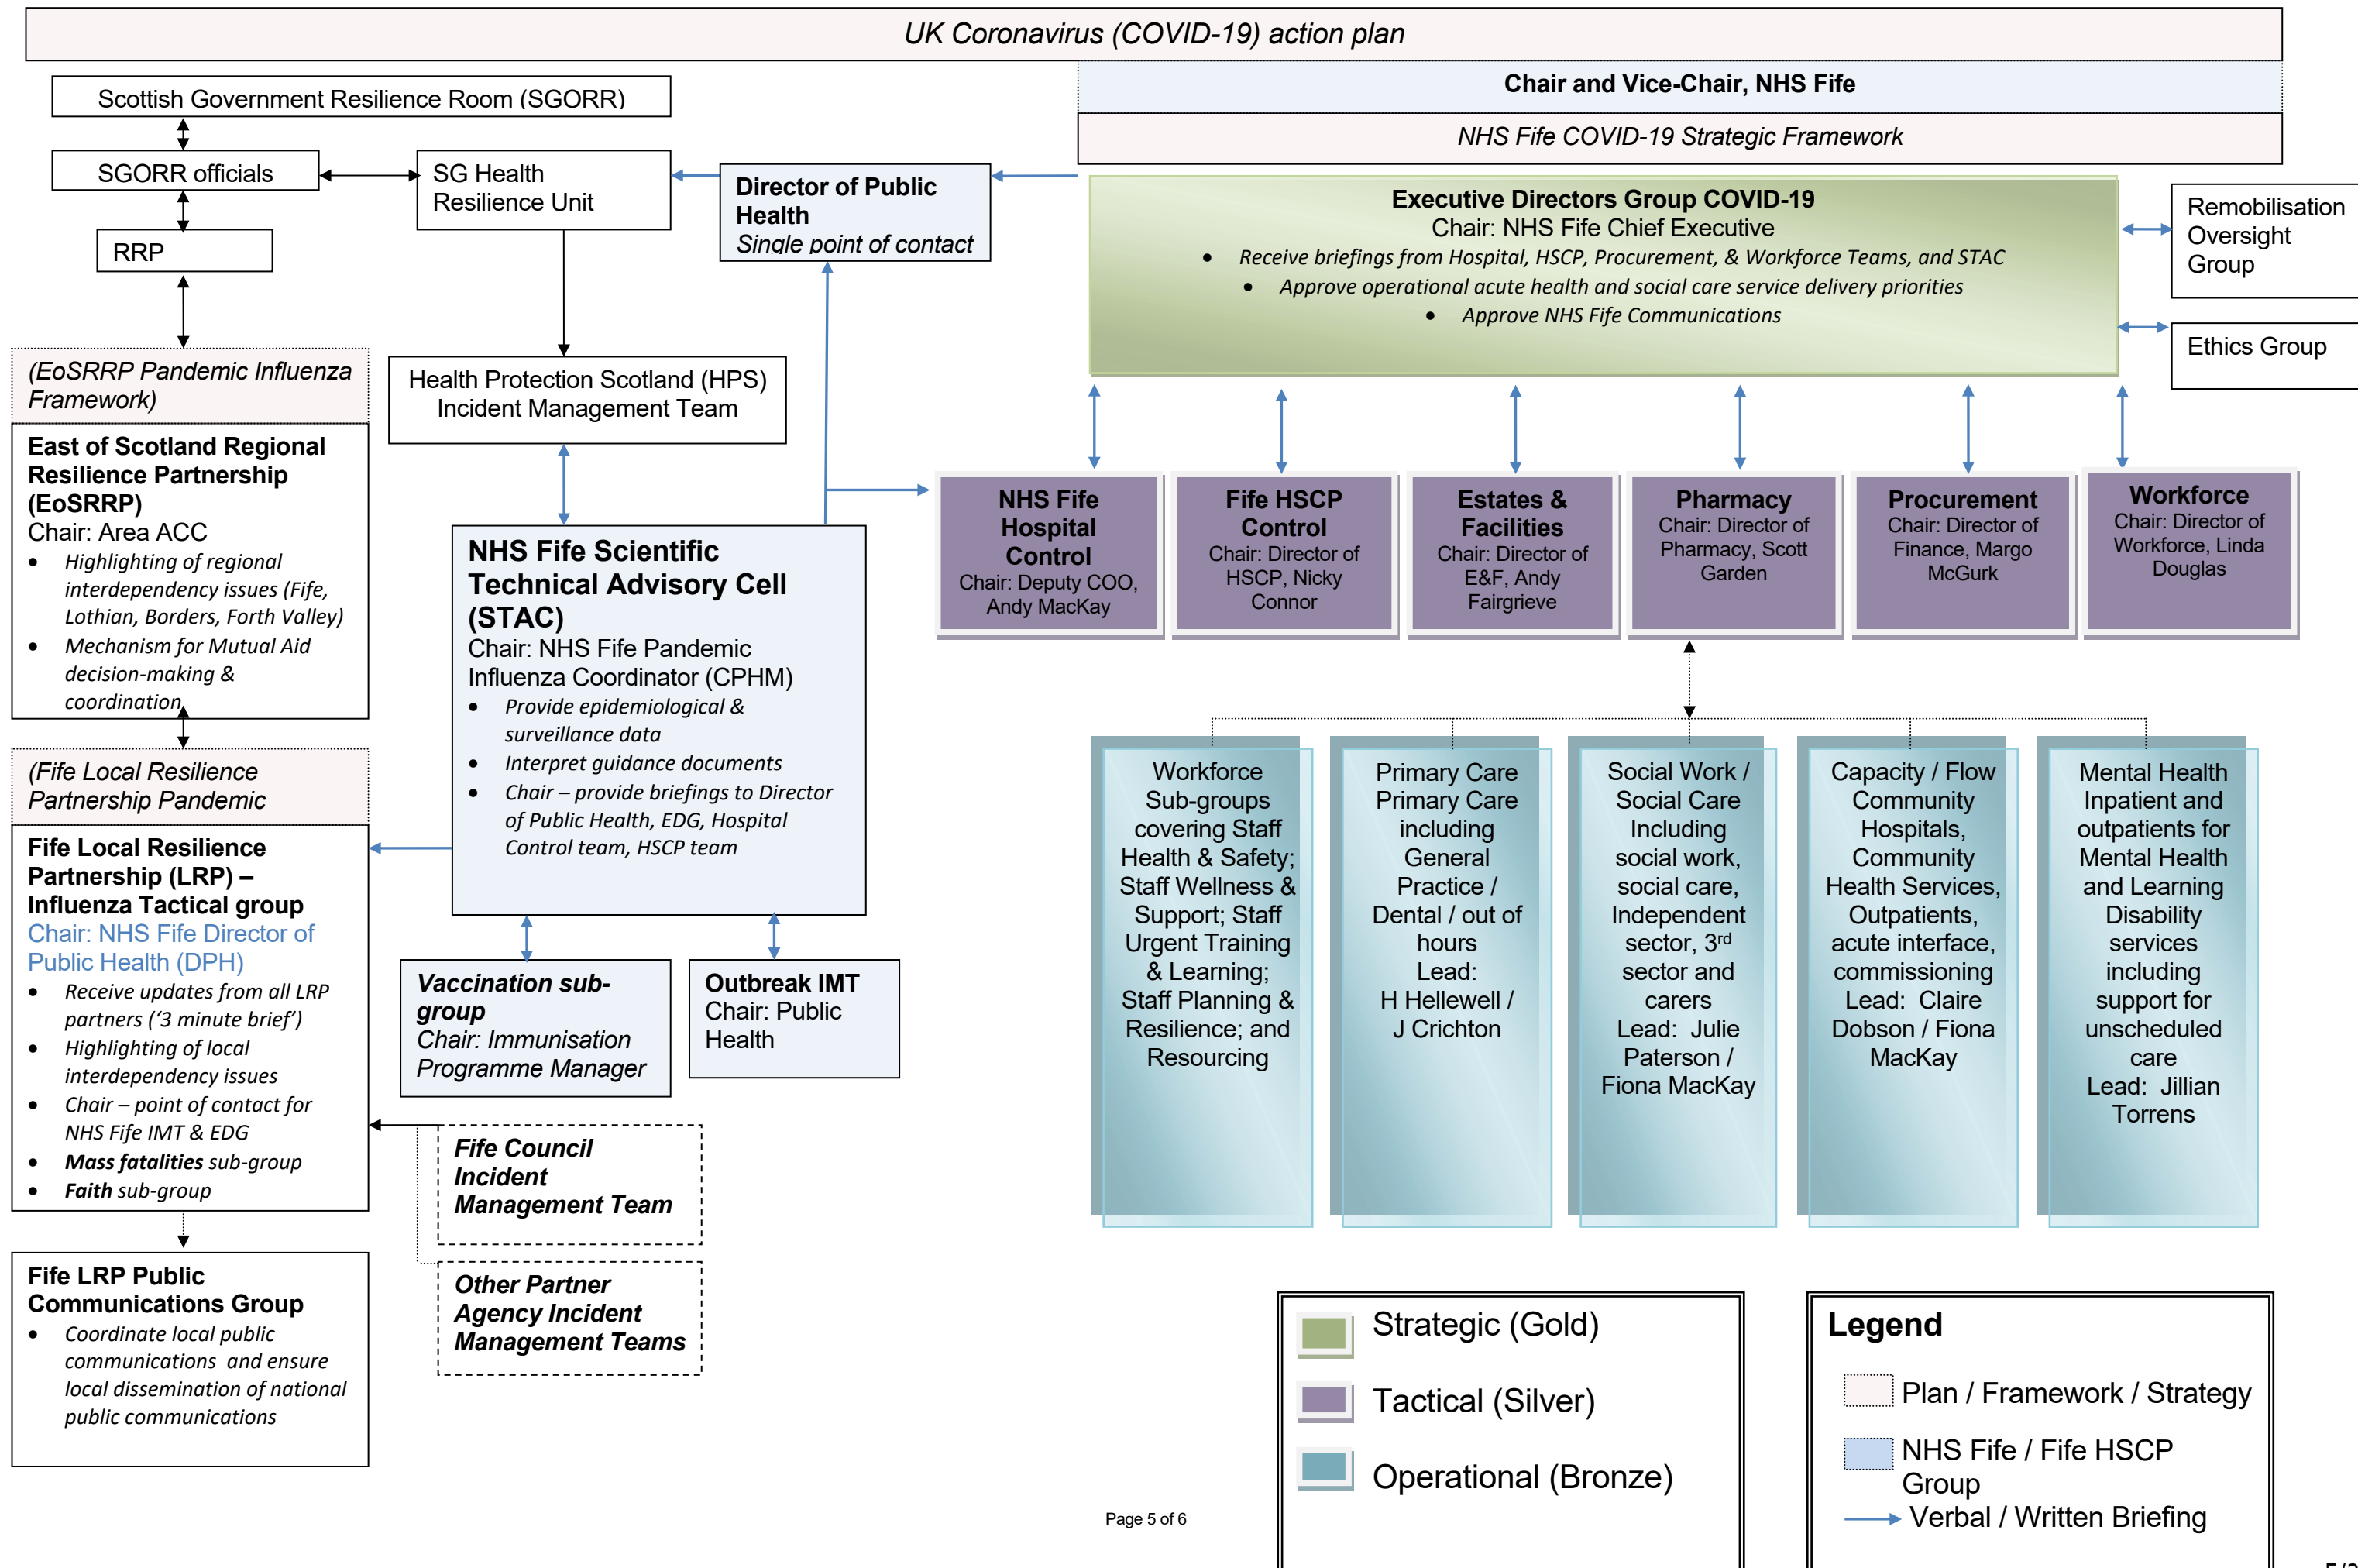 UK Coronavirus (COVID-19) action plan
Chair and Vice-Chair, NHS Fife
NHS Fife COVID-19 Strategic Framework
Scottish Government Resilience Room (SGORR)
SGORR officials
SG Health
Resilience Unit
RRP
Director of Public
Health
Single point of contact
Executive Directors Group COVID-19
Chair: NHS Fife Chief Executive
• Receive briefings from Hospital, HSCP, Procurement, & Workforce Teams, and STAC
• Approve operational acute health and social care service delivery priorities
• Approve NHS Fife Communications
Remobilisation
Oversight
Group
Ethics Group
(EoSRRP Pandemic Influenza
Framework)
East of Scotland Regional
Resilience Partnership
(EoSRRP)
Chair: Area ACC
• Highlighting of regional
interdependency issues (Fife,
Lothian, Borders, Forth Valley)
• Mechanism for Mutual Aid
decision-making &
coordination
(Fife Local Resilience
Partnership Pandemic
Fife Local Resilience
Partnership (LRP) –
Influenza Tactical group
Chair: NHS Fife Director of
Public Health (DPH)
• Receive updates from all LRP
partners (‘3 minute brief’)
• Highlighting of local
interdependency issues
• Chair – point of contact for
NHS Fife IMT & EDG
• Mass fatalities sub-group
• Faith sub-group
Fife LRP Public
Communications Group
• Coordinate local public
communications and ensure
local dissemination of national
public communications
Health Protection Scotland (HPS)
Incident Management Team
NHS Fife Scientific
Technical Advisory Cell
(STAC)
Chair: NHS Fife Pandemic
Influenza Coordinator (CPHM)
• Provide epidemiological &
surveillance data
• Interpret guidance documents
• Chair – provide briefings to Director
of Public Health, EDG, Hospital
Control team, HSCP team
Vaccination sub-
group
Chair: Immunisation
Programme Manager
Outbreak IMT
Chair: Public
Health
Fife Council
Incident
Management Team
Other Partner
Agency Incident
Management Teams
NHS Fife
Hospital
Control
Chair: Deputy COO,
Andy MacKay
Fife HSCP
Control
Chair: Director of
HSCP, Nicky
Connor
Estates &
Facilities
Chair: Director of
E&F, Andy
Fairgrieve
Pharmacy
Chair: Director of
Pharmacy, Scott
Garden
Procurement
Chair: Director of
Finance, Margo
McGurk
Workforce
Chair: Director of
Workforce, Linda
Douglas
Workforce
Sub-groups
covering Staff
Health & Safety;
Staff Wellness &
Support; Staff
Urgent Training
& Learning;
Staff Planning &
Resilience; and
Resourcing
Primary Care
Primary Care
including
General
Practice /
Dental / out of
hours
Lead:
H Hellewell /
J Crichton
Social Work /
Social Care
Including
social work,
social care,
Independent
sector, 3rd
sector and
carers
Lead: Julie
Paterson /
Fiona MacKay
Capacity / Flow
Community
Hospitals,
Community
Health Services,
Outpatients,
acute interface,
commissioning
Lead: Claire
Dobson / Fiona
MacKay
Mental Health
Inpatient and
outpatients for
Mental Health
and Learning
Disability
services
including
support for
unscheduled
care
Lead: Jillian
Torrens
Strategic (Gold)
Tactical (Silver)
Operational (Bronze)
Legend
Plan / Framework / Strategy
NHS Fife / Fife HSCP
Group
Verbal / Written Briefing
Page 5 of 6